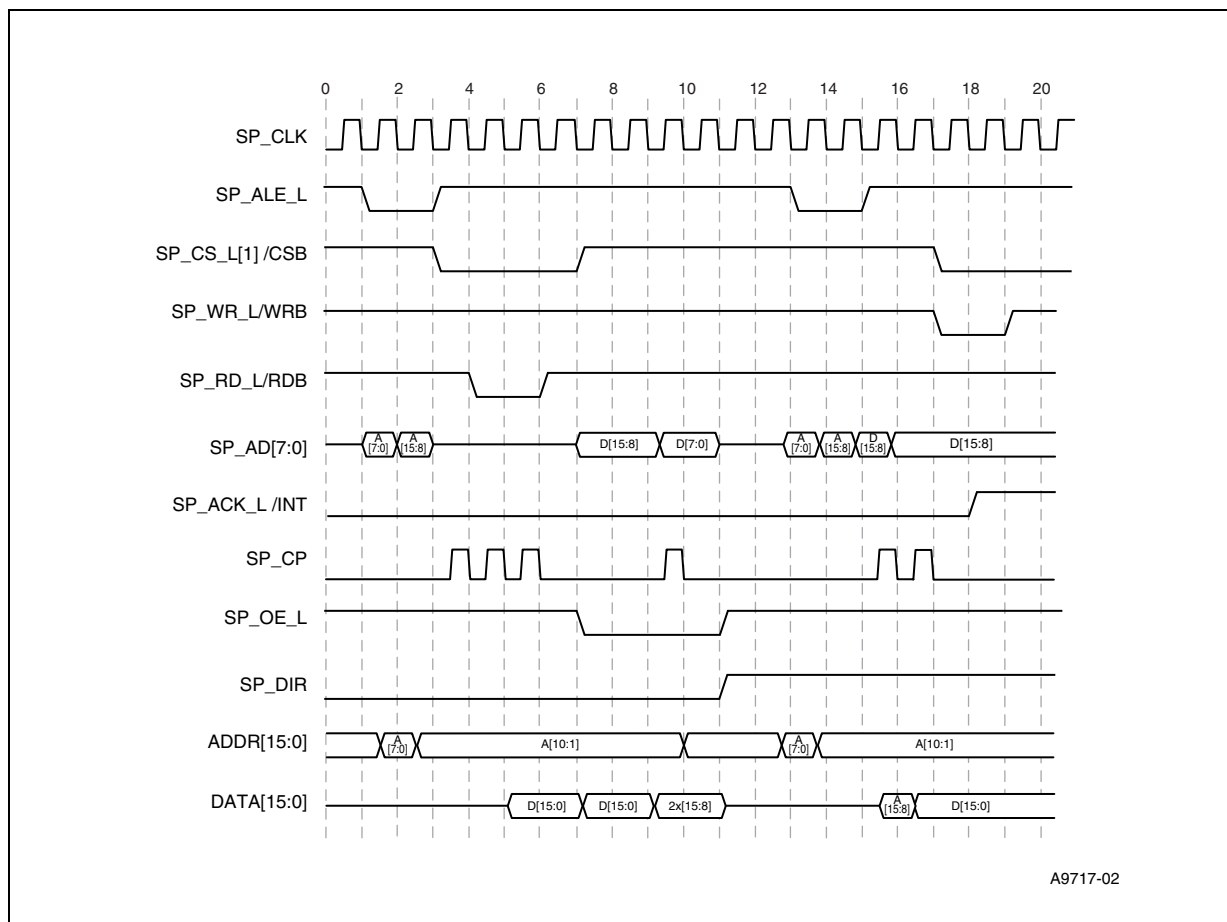 0 2 4 6 8 10 12 14 16 18 20
SP_CLK
SP_ALE_L
SP_CS_L[1] /CSB
SP_WR_L/WRB
SP_RD_L/RDB
SP_AD[7:0]
A [7:0]
A [15:8]
D[15:8]
D[7:0]
A [7:0]
A [15:8]
D [15:8]
D[15:8]
SP_ACK_L /INT
SP_CP
SP_OE_L
SP_DIR
ADDR[15:0]
A [7:0]
A[10:1]
A [7:0]
A[10:1]
DATA[15:0]
D[15:0]
D[15:0]
2x[15:8]
A [15:8]
D[15:0]
A9717-02